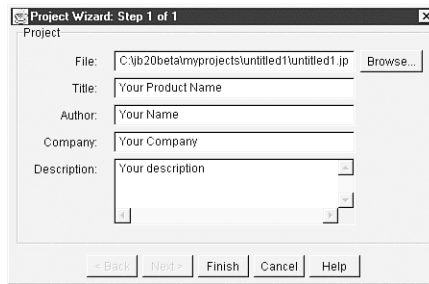 Project Wizard: Step 1 of 1
Project
File: C:\jb20beta\myprojects\untitled1\untitled1.jp Browse...
Title: Your Product Name
Author: Your Name
Company: Your Company
Description: Your description
< Back Next > Finish Cancel Help